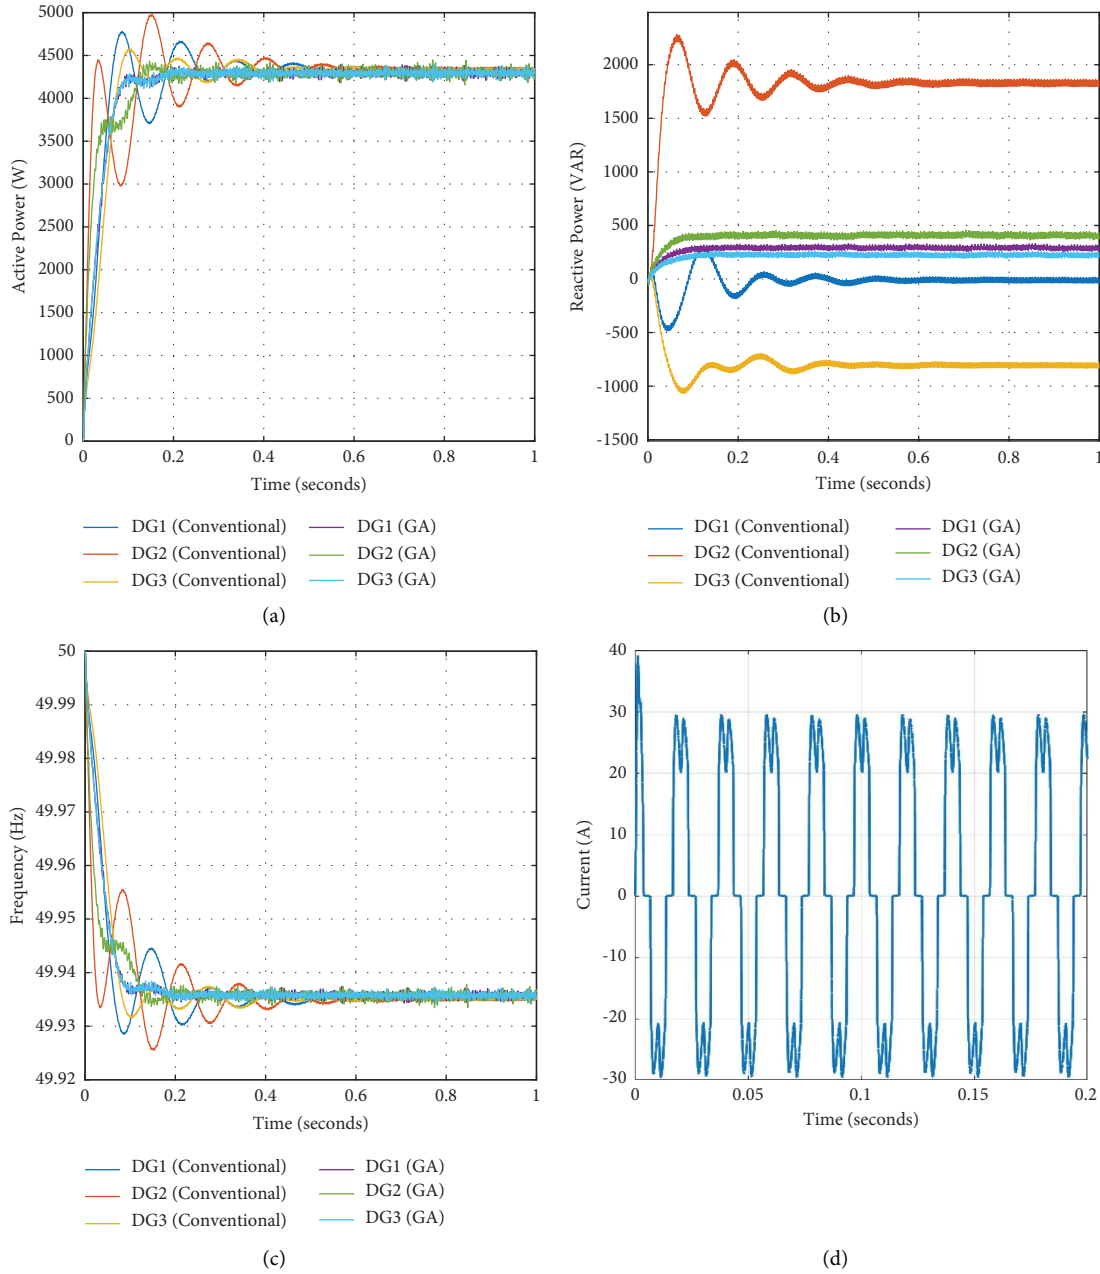 5000
4500
4000
3500
3000
2500
2000
1500
1000
500
0
Active Power (W)
0 0.2 0.4 0.6 0.8 1
Time (seconds)
DG1 (Conventional) DG1 (GA)
DG2 (Conventional) DG2 (GA)
DG3 (Conventional) DG3 (GA)
(a)
2000
1500
1000
500
0
-500
-1000
-1500
Reactive Power (VAR)
0 0.2 0.4 0.6 0.8 1
Time (seconds)
DG1 (Conventional) DG1 (GA)
DG2 (Conventional) DG2 (GA)
DG3 (Conventional) DG3 (GA)
(b)
50
49.99
49.98
49.97
49.96
49.95
49.94
49.93
49.92
Frequency (Hz)
0 0.2 0.4 0.6 0.8 1
Time (seconds)
DG1 (Conventional) DG1 (GA)
DG2 (Conventional) DG2 (GA)
DG3 (Conventional) DG3 (GA)
(c)
40
30
20
10
0
-10
-20
-30
Current (A)
0 0.05 0.1 0.15 0.2
Time (seconds)
(d)